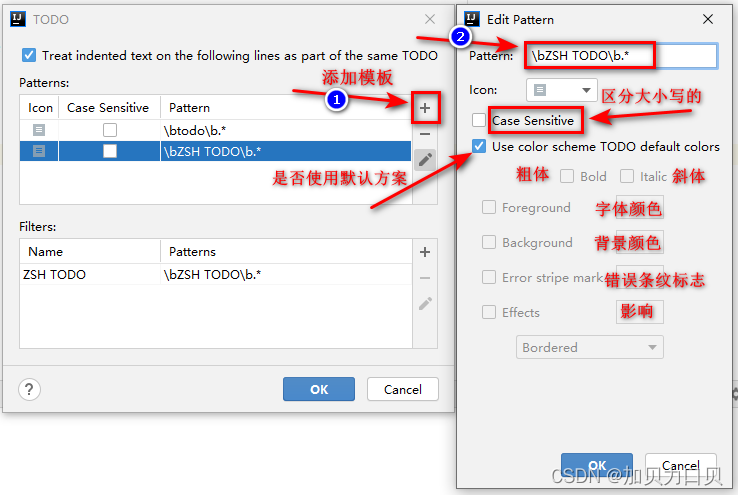 TODO
Treat indented text on the following lines as part of the same TODO
Patterns:
添加模板
1
Icon Case Sensitive Pattern
\btodo\b.*
\bZSH TODO\b.*
是否使用默认方案
Filters:
Name Patterns
ZSH TODO \bZSH TODO\b.*
? OK Cancel
Edit Pattern
2
Pattern: \bZSH TODO\b.*
Icon:
区分大小写的
Case Sensitive
Use color scheme TODO default colors
粗体 Bold Italic 斜体
Foreground 字体颜色
Background 背景颜色
Error stripe mark 错误条纹标志
Effects 影响
Bordered
OK Cancel
CSDN @加贝力口贝